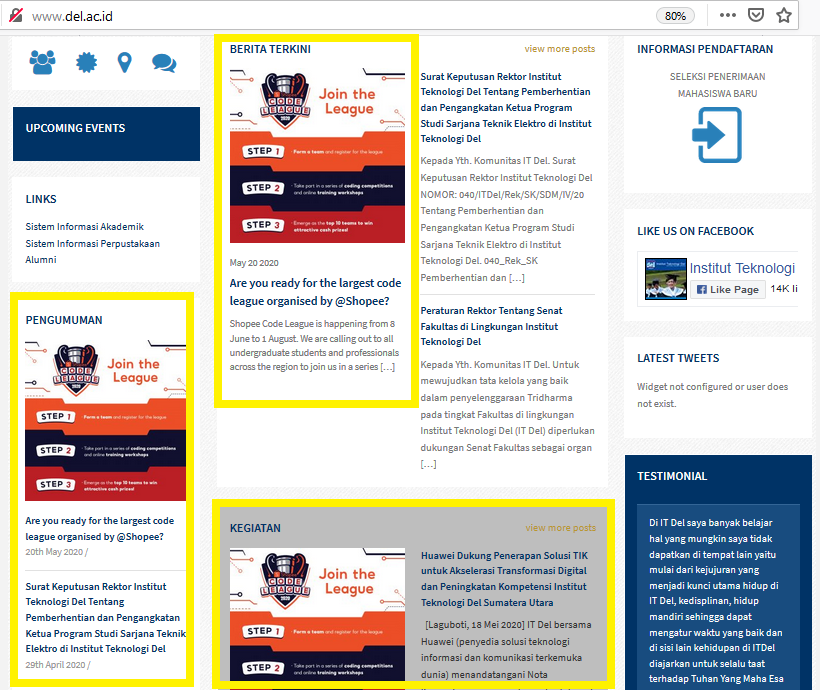 www.del.ac.id
80%
UPCOMING EVENTS
LINKS
Sistem Informasi Akademik
Sistem Informasi Perpustakaan
Alumni
PENGUMUMAN
CODE LEAGUE
2020
Join the
League
STEP 1
Form a team and register for the league
STEP 2
Take part in a series of coding competitions
and online training workshops
STEP 3
Emerge as the top 10 teams to win
attractive cash prizes!
Are you ready for the largest code
league organised by @Shopee?
20th May 2020 /
Surat Keputusan Rektor Institut
Teknologi Del Tentang
Pemberhentian dan Pengangkatan
Ketua Program Studi Sarjana Teknik
Elektro di Institut Teknologi Del
29th April 2020 /
BERITA TERKINI
view more posts
CODE LEAGUE
2020
Join the
League
STEP 1
Form a team and register for the league
STEP 2
Take part in a series of coding competitions
and online training workshops
STEP 3
Emerge as the top 10 teams to win
attractive cash prizes!
May 20 2020
Are you ready for the largest code
league organised by @Shopee?
Shopee Code League is happening from 8
June to 1 August. We are calling out to all
undergraduate students and professionals
across the region to join us in a series [...]
Surat Keputusan Rektor Institut
Teknologi Del Tentang Pemberhentian
dan Pengangkatan Ketua Program
Studi Sarjana Teknik Elektro di Institut
Teknologi Del
Kepada Yth. Komunitas IT Del. Surat
Keputusan Rektor Institut Teknologi Del
NOMOR: 040/ITDel/Rek/SK/SDM/IV/20
Tentang Pemberhentian dan
Pengangkatan Ketua Program Studi
Sarjana Teknik Elektro di Institut
Teknologi Del. 040_Rek_SK
Pemberhentian dan [...]
Peraturan Rektor Tentang Senat
Fakultas di Lingkungan Institut
Teknologi Del
Kepada Yth. Komunitas IT Del. Untuk
mewujudkan tata kelola yang baik
dalam penyelenggaraan Tridharma
pada tingkat Fakultas di lingkungan
Institut Teknologi Del (IT Del) diperlukan
dukungan Senat Fakultas sebagai organ
[...]
KEGIATAN
view more posts
CODE LEAGUE
2020
Join the
League
STEP 1
Form a team and register for the league
STEP 2
Take part in a series of coding competitions
and online training workshops
Huawei Dukung Penerapan Solusi TIK
untuk Akselerasi Transformasi Digital
dan Peningkatan Kompetensi Institut
Teknologi Del Sumatera Utara
[Laguboti, 18 Mei 2020] IT Del bersama
Huawei (penyedia solusi teknologi
informasi dan komunikasi terkemuka
dunia) menandatangani Nota
INFORMASI PENDAFTARAN
SELEKSI PENERIMAAN
MAHASISWA BARU
LIKE US ON FACEBOOK
Institut Teknologi
Like Page
14K li
LATEST TWEETS
Widget not configured or user does
not exist.
TESTIMONIAL
Di IT Del saya banyak belajar
hal yang mungkin saya tidak
dapatkan di tempat lain yaitu
mulai dari kejujuran yang
menjadi kunci utama hidup di
IT Del, kedisplinan, hidup
mandiri sehingga dapat
mengatur waktu yang baik dan
di sisi lain kehidupan di ITDel
diajarkan untuk selalu taat
terhadap Tuhan Yang Maha Esa